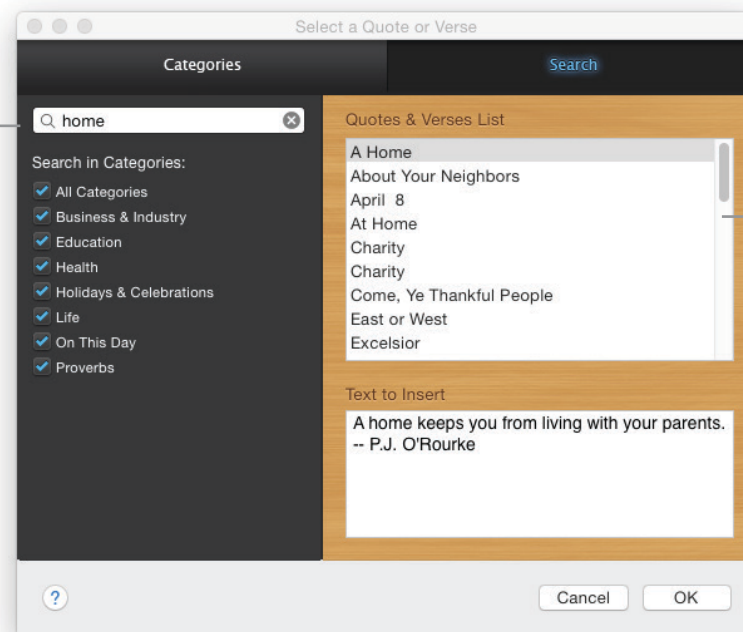 Select a Quote or Verse
Categories
Search
home
Search in Categories:
All Categories
Business & Industry
Education
Health
Holidays & Celebrations
Life
On This Day
Proverbs
Quotes & Verses List
A Home
About Your Neighbors
April  8
At Home
Charity
Charity
Come, Ye Thankful People
East or West
Excelsior
Text to Insert
A home keeps you from living with your parents.
-- P.J. O'Rourke
?
Cancel
OK